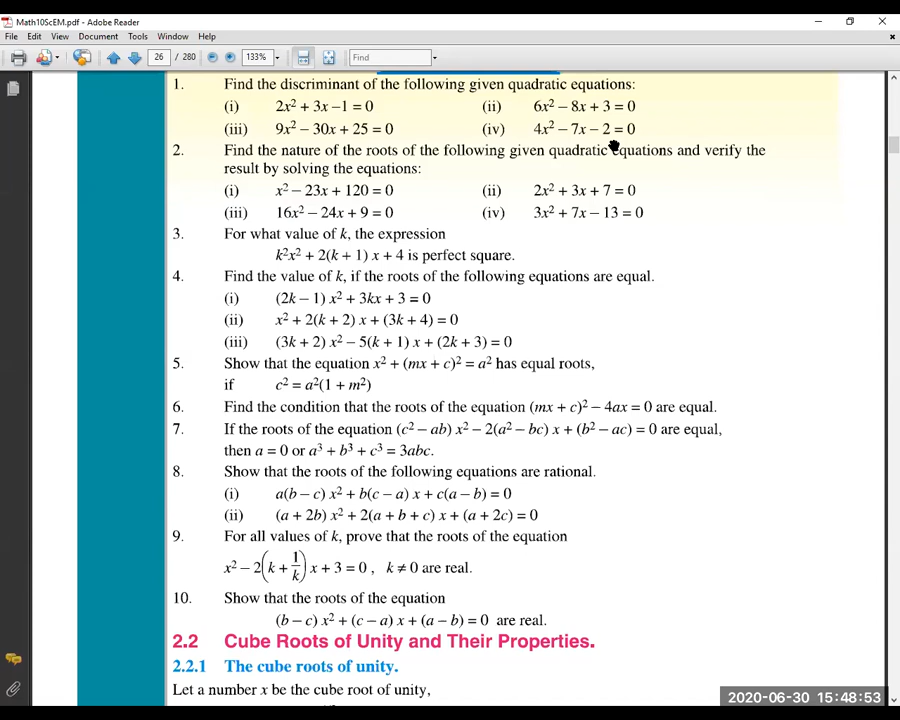 Math10ScEM.pdf - Adobe Reader
File Edit View Document Tools Window Help
26 / 280 133% Find
1. Find the discriminant of the following given quadratic equations:
(i) 2x² + 3x – 1 = 0 (ii) 6x² – 8x + 3 = 0
(iii) 9x² – 30x + 25 = 0 (iv) 4x² – 7x – 2 = 0
2. Find the nature of the roots of the following given quadratic equations and verify the
result by solving the equations:
(i) x² – 23x + 120 = 0 (ii) 2x² + 3x + 7 = 0
(iii) 16x² – 24x + 9 = 0 (iv) 3x² + 7x – 13 = 0
3. For what value of k, the expression
k²x² + 2(k + 1) x + 4 is perfect square.
4. Find the value of k, if the roots of the following equations are equal.
(i) (2k – 1) x² + 3kx + 3 = 0
(ii) x² + 2(k + 2) x + (3k + 4) = 0
(iii) (3k + 2) x² – 5(k + 1) x + (2k + 3) = 0
5. Show that the equation x² + (mx + c)² = a² has equal roots,
if c² = a²(1 + m²)
6. Find the condition that the roots of the equation (mx + c)² – 4ax = 0 are equal.
7. If the roots of the equation (c² – ab) x² – 2(a² – bc) x + (b² – ac) = 0 are equal,
then a = 0 or a³ + b³ + c³ = 3abc.
8. Show that the roots of the following equations are rational.
(i) a(b – c) x² + b(c – a) x + c(a – b) = 0
(ii) (a + 2b) x² + 2(a + b + c) x + (a + 2c) = 0
9. For all values of k, prove that the roots of the equation
x² – 2(k + 1/k) x + 3 = 0 , k ≠ 0 are real.
10. Show that the roots of the equation
(b – c) x² + (c – a) x + (a – b) = 0 are real.
2.2 Cube Roots of Unity and Their Properties.
2.2.1 The cube roots of unity.
Let a number x be the cube root of unity,
2020-06-30 15:48:53